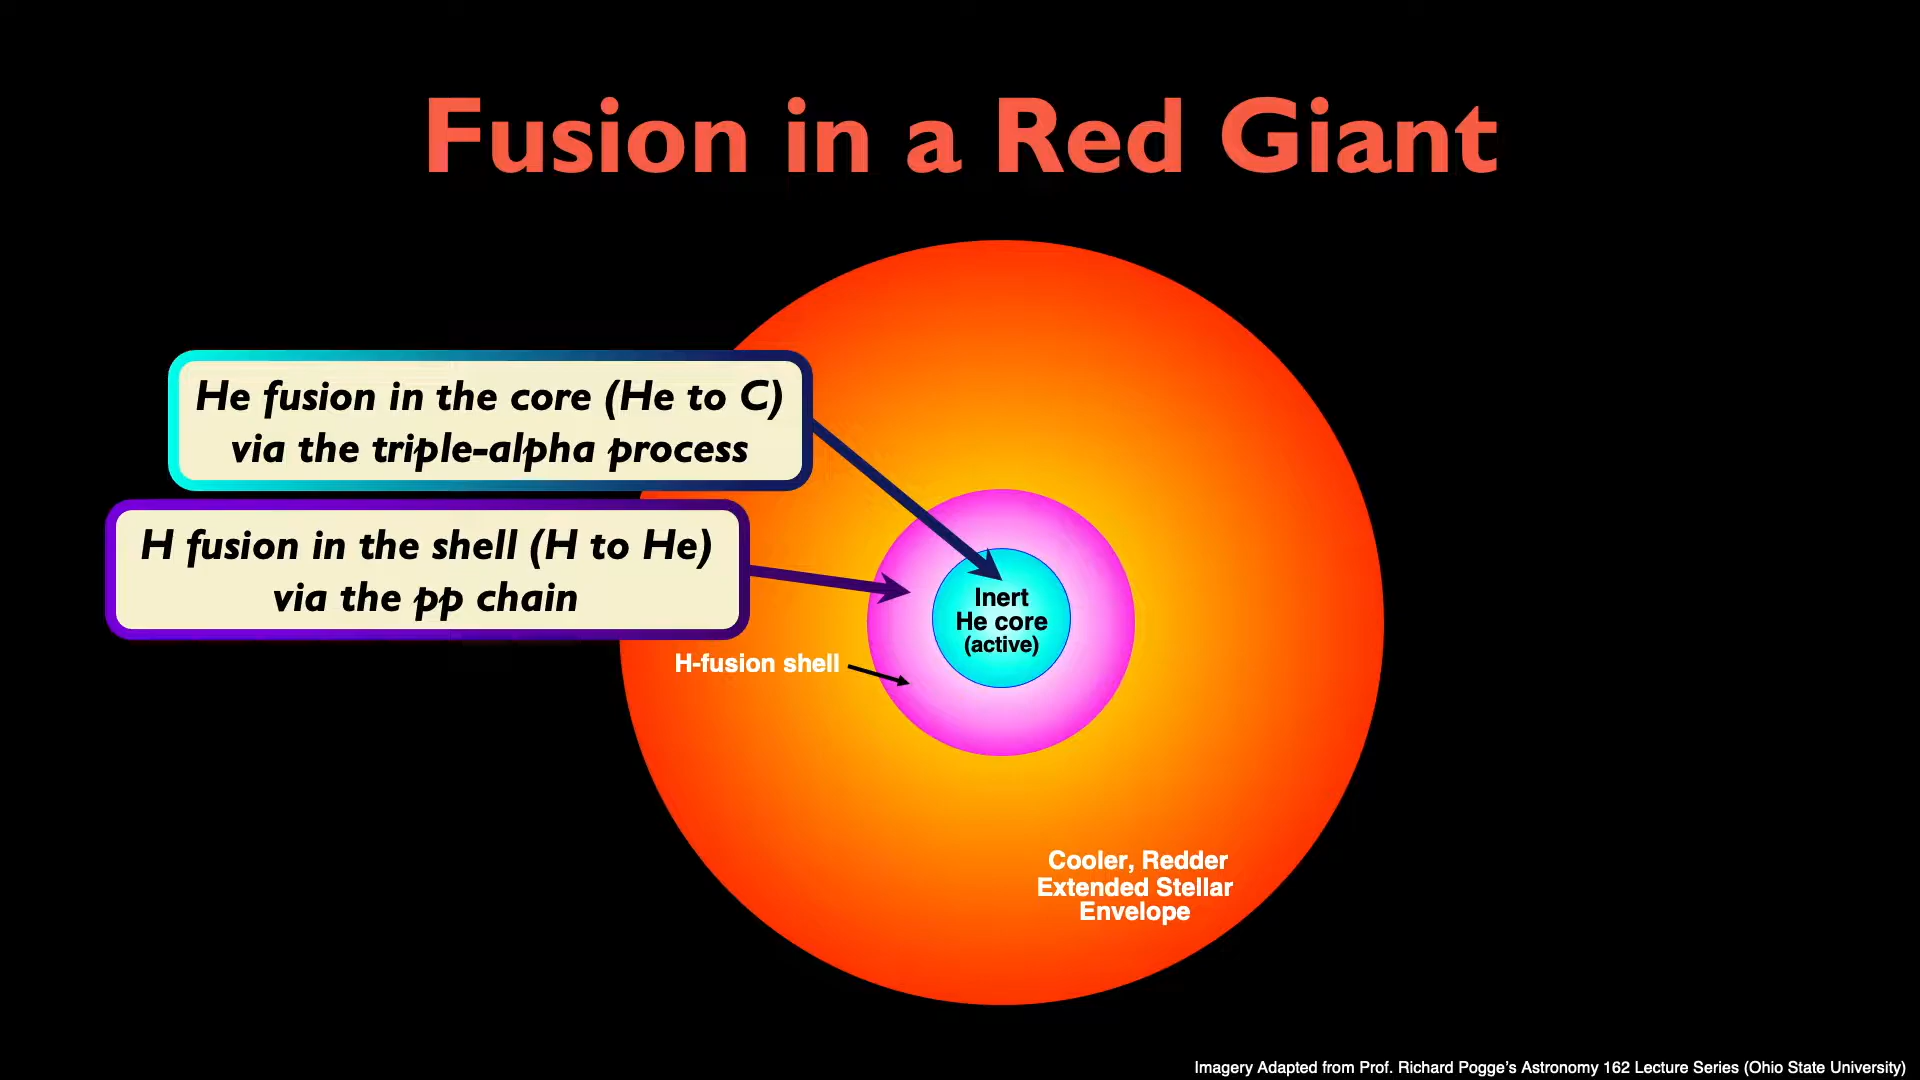 Fusion in a Red Giant
He fusion in the core (He to C)
via the triple-alpha process
H fusion in the shell (H to He)
via the pp chain
Inert
He core
(active)
H-fusion shell
Cooler, Redder
Extended Stellar
Envelope
Imagery Adapted from Prof. Richard Pogge’s Astronomy 162 Lecture Series (Ohio State University)